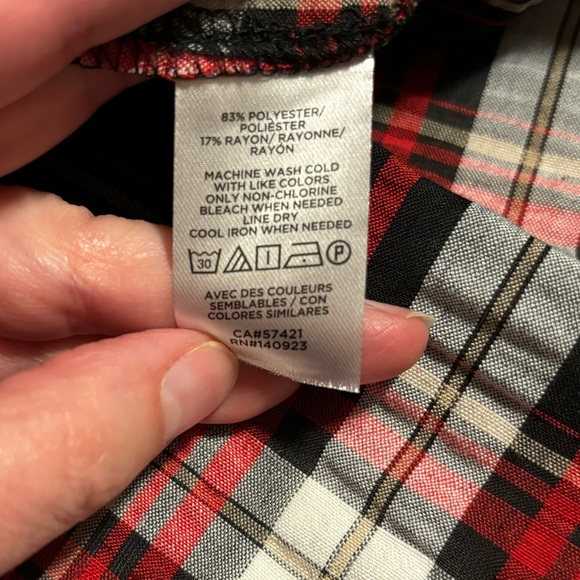 83% POLYESTER/
POLIÉSTER
17% RAYON/ RAYONNE/
RAYÓN
MACHINE WASH COLD
WITH LIKE COLORS
ONLY NON-CHLORINE
BLEACH WHEN NEEDED
LINE DRY
COOL IRON WHEN NEEDED
30 P
AVEC DES COULEURS
SEMBLABLES / CON
COLORES SIMILARES
CA#57421
RN#140923